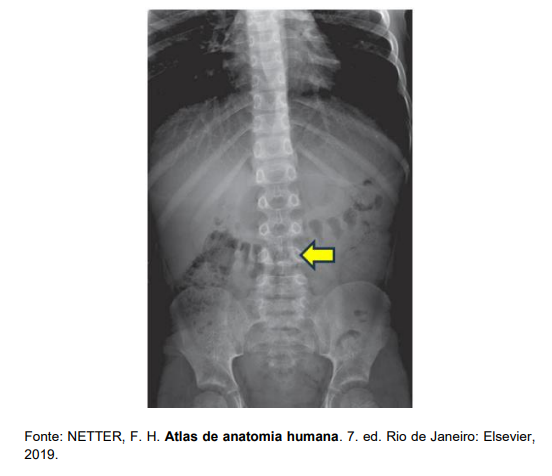 Fonte: NETTER, F. H. Atlas de anatomia humana. 7. ed. Rio de Janeiro: Elsevier,
2019.